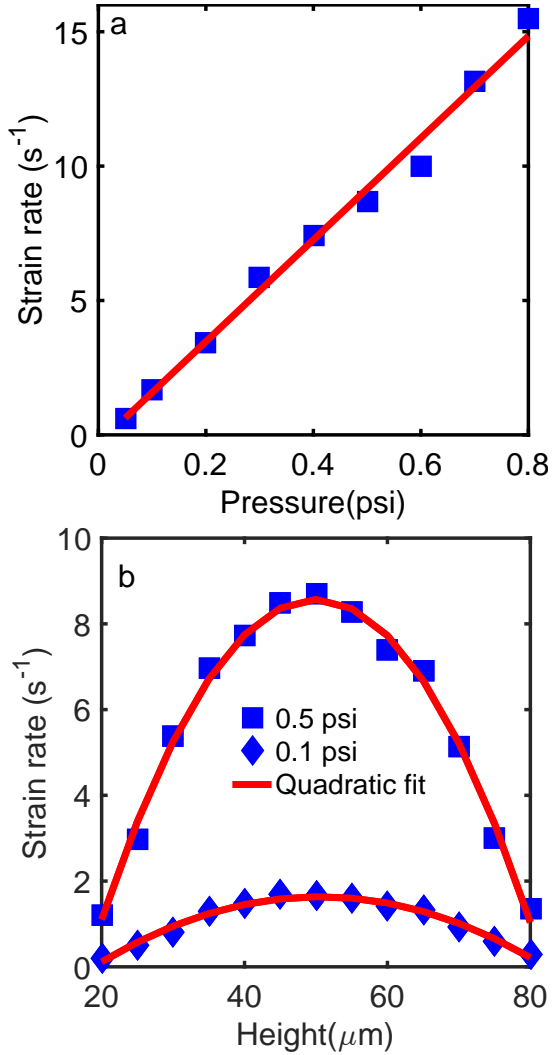 a
15
10
5
0
Strain rate (s⁻¹)
0 0.2 0.4 0.6 0.8
Pressure(psi)
b
10
8
6
4
2
0
Strain rate (s⁻¹)
0.5 psi
0.1 psi
Quadratic fit
20 40 60 80
Height(μm)